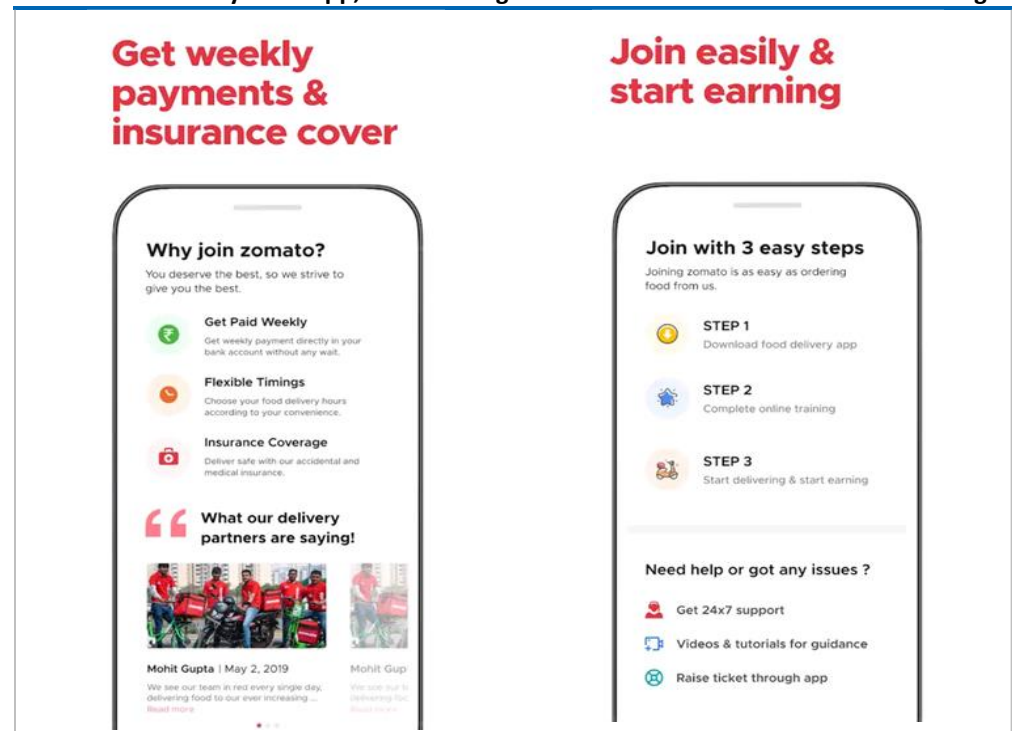 Get weekly
payments &
insurance cover
Why join zomato?
You deserve the best, so we strive to
give you the best.
Get Paid Weekly
Get weekly payment directly in your
bank account without any wait.
Flexible Timings
Choose your food delivery hours
according to your convenience.
Insurance Coverage
Deliver safe with our accidental and
medical insurance.
What our delivery
partners are saying!
Mohit Gupta | May 2, 2019
We see our team in red every single day,
delivering food to our ever increasing ...
Read more
Mohit Gup
Join easily &
start earning
Join with 3 easy steps
Joining zomato is as easy as ordering
food from us.
STEP 1
Download food delivery app
STEP 2
Complete online training
STEP 3
Start delivering & start earning
Need help or got any issues ?
Get 24x7 support
Videos & tutorials for guidance
Raise ticket through app